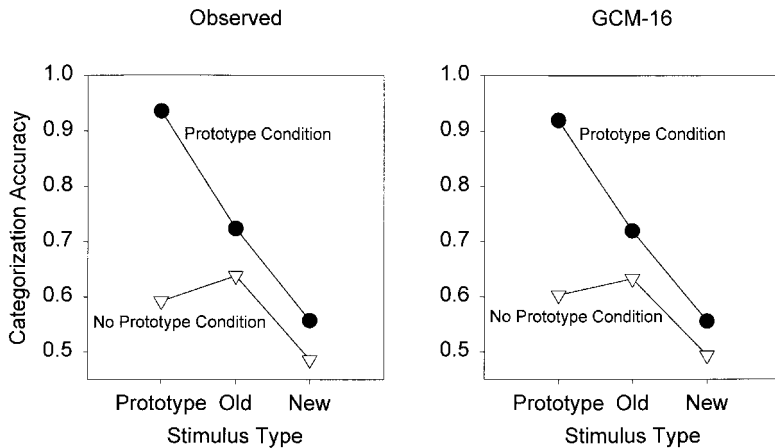 Observed
GCM-16
Categorization Accuracy
1.0
0.9
0.8
0.7
0.6
0.5
Prototype Condition
No Prototype Condition
Prototype Old New
Stimulus Type
1.0
0.9
0.8
0.7
0.6
0.5
Prototype Condition
No Prototype Condition
Prototype Old New
Stimulus Type